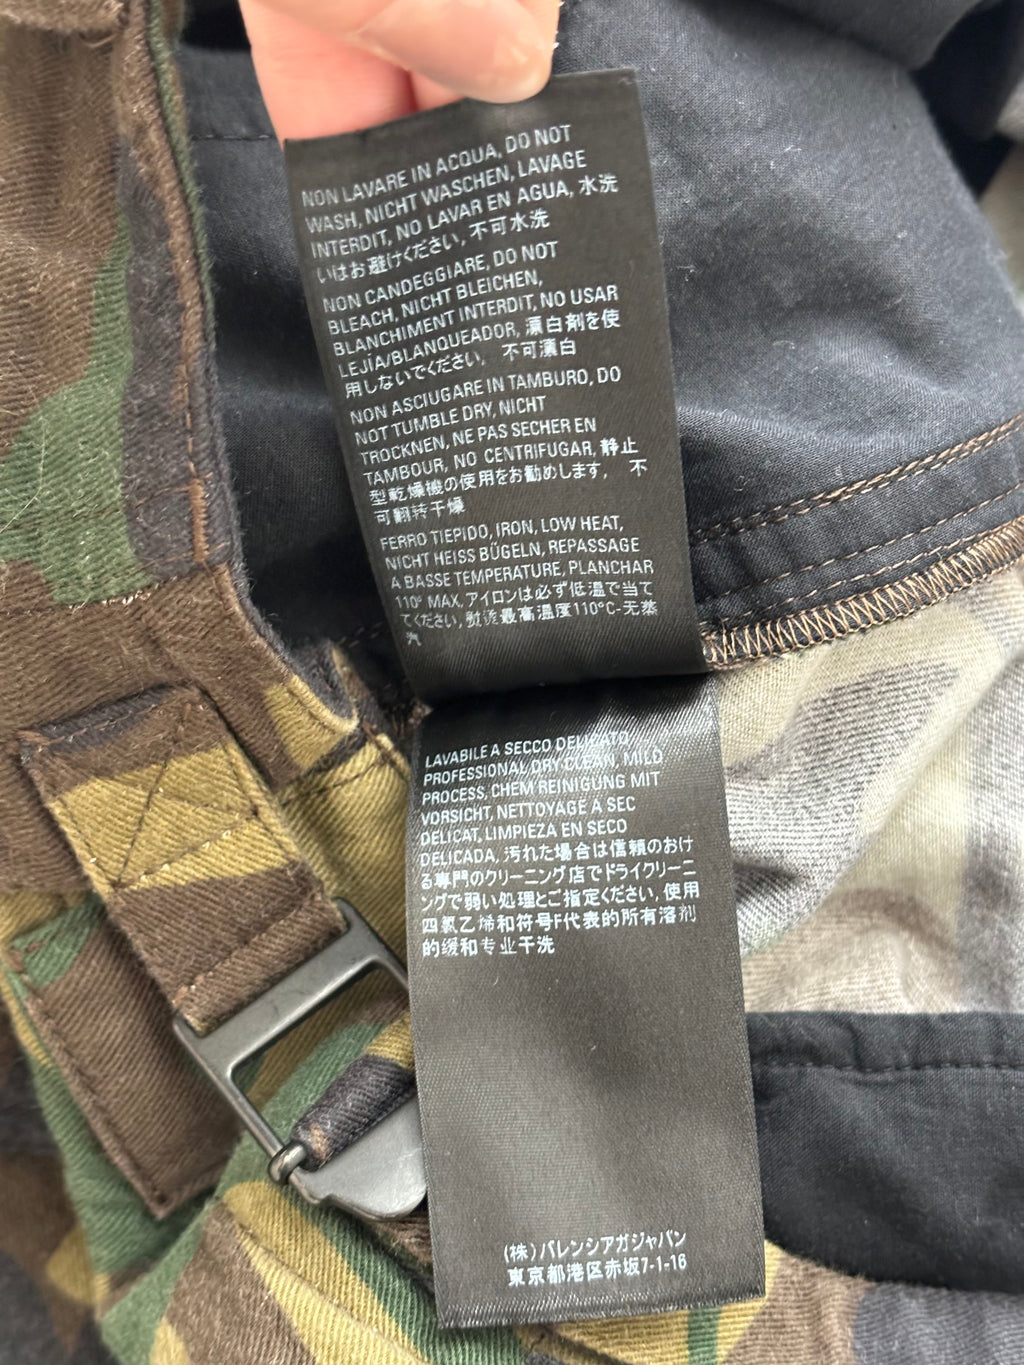 NON LAVARE IN ACQUA, DO NOT
WASH, NICHT WASCHEN, LAVAGE
INTERDIT, NO LAVAR EN AGUA, 水洗
いはお避けください, 不可水洗
NON CANDEGGIARE, DO NOT
BLEACH, NICHT BLEICHEN,
BLANCHIMENT INTERDIT, NO USAR
LEJÍA/BLANQUEADOR, 漂白剤を使
用しないでください, 不可漂白
NON ASCIUGARE IN TAMBURO, DO
NOT TUMBLE DRY, NICHT
TROCKNEN, NE PAS SECHER EN
TAMBOUR, NO CENTRIFUGAR, 静止
型乾燥機の使用をお勧めします, 不
可翻转干燥
FERRO TIEPIDO, IRON, LOW HEAT,
NICHT HEISS BÜGELN, REPASSAGE
A BASSE TEMPERATURE, PLANCHAR
110° MAX, アイロンは必ず低温で当て
てください, 熨烫最高温度110°C-无蒸
汽
LAVABILE A SECCO DELICATO
PROFESSIONAL DRY CLEAN, MILD
PROCESS, CHEM REINIGUNG MIT
VORSICHT, NETTOYAGE A SEC
DELICAT, LIMPIEZA EN SECO
DELICADA, 汚れた場合は信頼のおけ
る専門のクリーニング店でドライクリーニ
ングで弱い処理とご指定ください, 使用
四氯乙烯和符号F代表的所有溶剂
的缓和专业干洗
(株)バレンシアガジャパン
東京都港区赤坂7-1-16